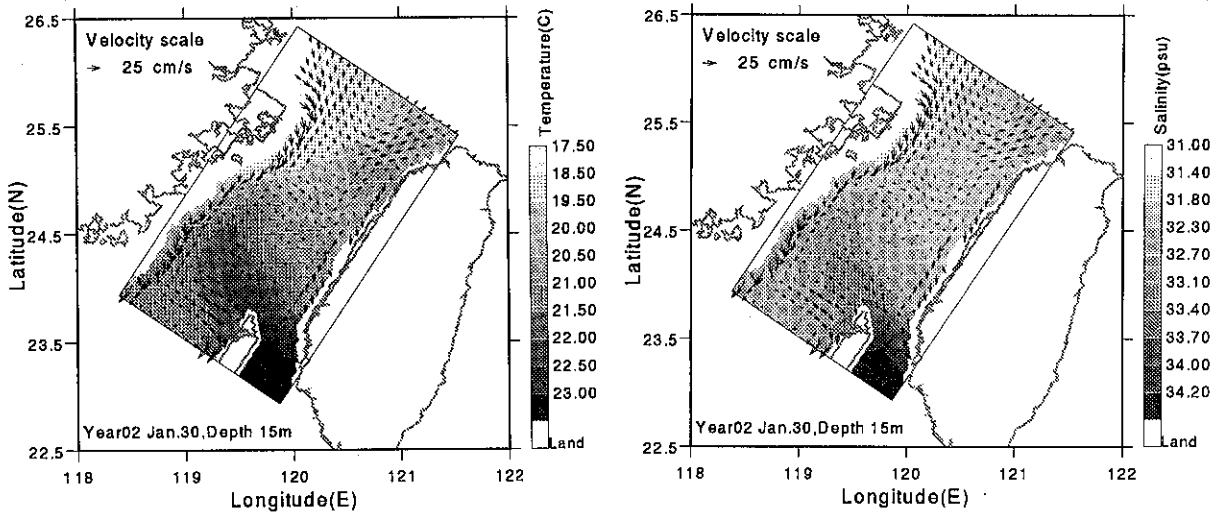 26.5
25.5
24.5
23.5
22.5
Latitude(N)
Velocity scale
25 cm/s
Year02 Jan.30,Depth 15m
118 119 120 121 122
Longitude(E)
Temperature(C)
17.50
18.50
19.50
20.00
20.50
21.00
21.50
22.00
22.50
23.00
Land
26.5
25.5
24.5
23.5
22.5
Latitude(N)
Velocity scale
25 cm/s
Year02 Jan.30,Depth 15m
118 119 120 121 122
Longitude(E)
Salinity(psu)
31.00
31.40
31.80
32.30
32.70
33.10
33.40
33.70
34.00
34.20
Land